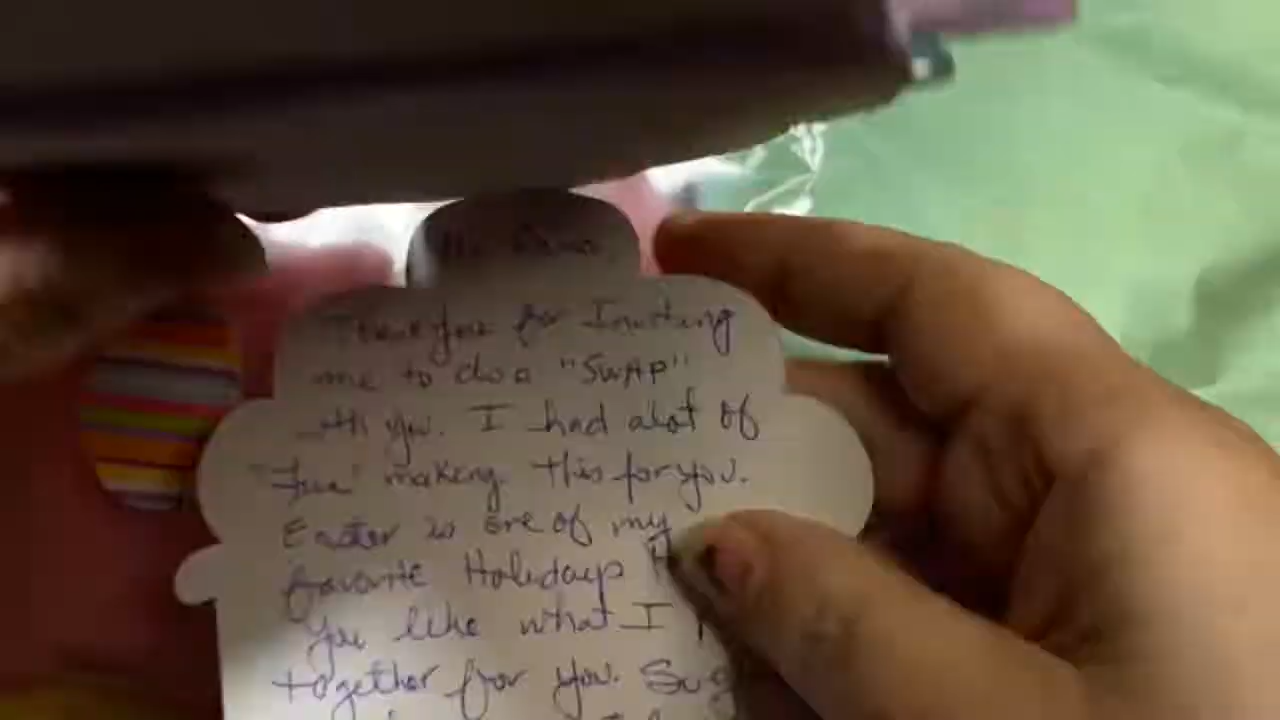 Thank you for Inviting
me to do a "SWAP"
with you. I had alot of
"Fun" making this for you.
Easter is one of my
favorite Holidays
you like what I
together for you.